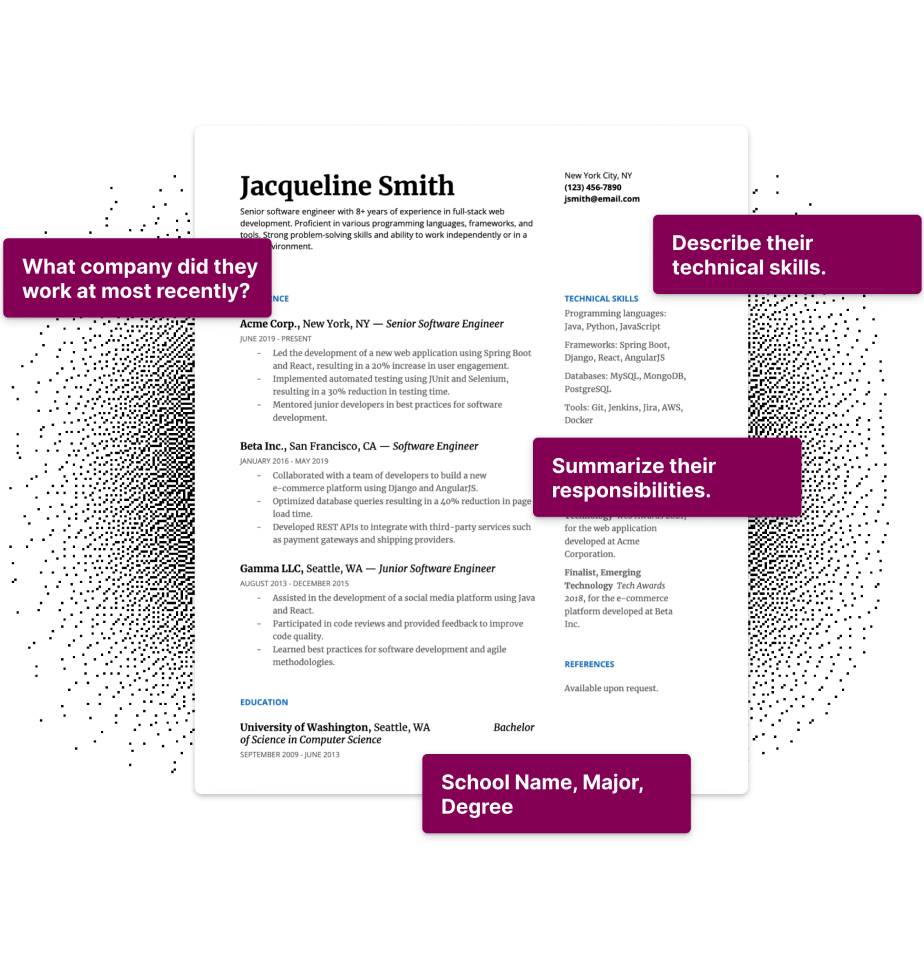 Jacqueline Smith
Senior software engineer with 8+ years of experience in full-stack web
development. Proficient in various programming languages, frameworks, and
tools. Strong problem-solving skills and ability to work independently or in a
New York City, NY
(123) 456-7890
jsmith@email.com
What company did they
work at most recently?
Describe their
technical skills.
Acme Corp., New York, NY — Senior Software Engineer
JUNE 2019 - PRESENT
- Led the development of a new web application using Spring Boot
and React, resulting in a 20% increase in user engagement.
- Implemented automated testing using JUnit and Selenium,
resulting in a 30% reduction in testing time.
- Mentored junior developers in best practices for software
development.
Beta Inc., San Francisco, CA — Software Engineer
JANUARY 2016 - MAY 2019
- Collaborated with a team of developers to build a new
e-commerce platform using Django and AngularJS.
- Optimized database queries resulting in a 40% reduction in page
load time.
- Developed REST APIs to integrate with third-party services such
as payment gateways and shipping providers.
Gamma LLC, Seattle, WA — Junior Software Engineer
AUGUST 2013 - DECEMBER 2015
- Assisted in the development of a social media platform using Java
and React.
- Participated in code reviews and provided feedback to improve
code quality.
- Learned best practices for software development and agile
methodologies.
EDUCATION
University of Washington, Seattle, WA Bachelor
of Science in Computer Science
SEPTEMBER 2009 - JUNE 2013
TECHNICAL SKILLS
Programming languages:
Java, Python, JavaScript
Frameworks: Spring Boot,
Django, React, AngularJS
Databases: MySQL, MongoDB,
PostgreSQL
Tools: Git, Jenkins, Jira, AWS,
Docker
Summarize their
responsibilities.
for the web application
developed at Acme
Corporation.
Finalist, Emerging
Technology Tech Awards
2018, for the e-commerce
platform developed at Beta
Inc.
REFERENCES
Available upon request.
School Name, Major,
Degree